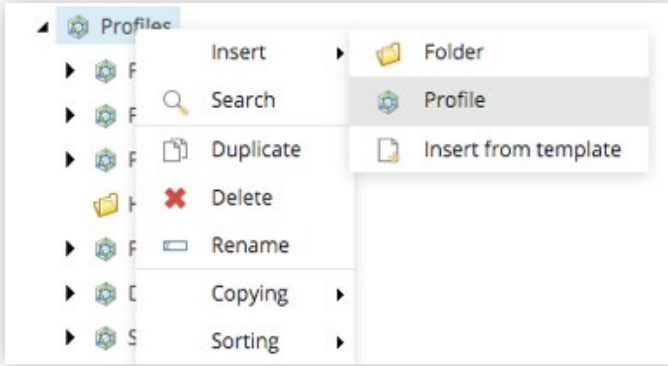 Profiles
Insert
Folder
F
Search
Profile
F
Duplicate
Insert from template
F
Delete
H
Rename
F
Copying
D
Sorting
S